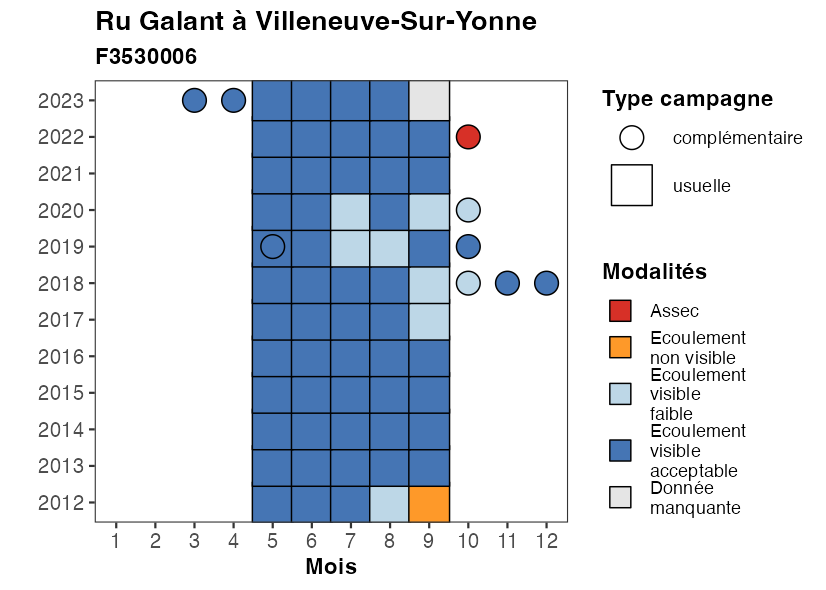 Ru Galant à Villeneuve-Sur-Yonne
F3530006
2023
2022
2021
2020
2019
2018
2017
2016
2015
2014
2013
2012
1 2 3 4 5 6 7 8 9 10 11 12
Mois
Type campagne
complémentaire
usuelle
Modalités
Assec
Ecoulement
non visible
Ecoulement
visible
faible
Ecoulement
visible
acceptable
Donnée
manquante